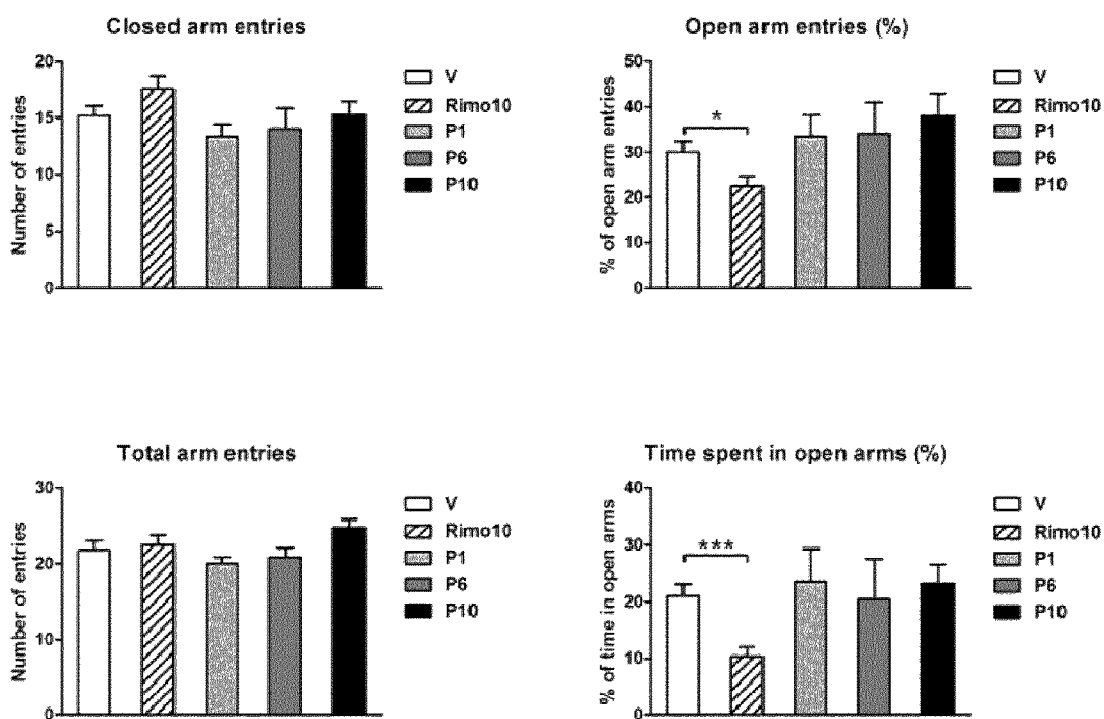 Closed arm entries
Number of entries
20
15
10
5
0
V
Rimo10
P1
P6
P10
Open arm entries (%)
% of open arm entries
50
40
30
20
10
0
*
V
Rimo10
P1
P6
P10
Total arm entries
Number of entries
30
20
10
0
V
Rimo10
P1
P6
P10
Time spent in open arms (%)
% of time in open arms
40
30
20
10
0
***
V
Rimo10
P1
P6
P10